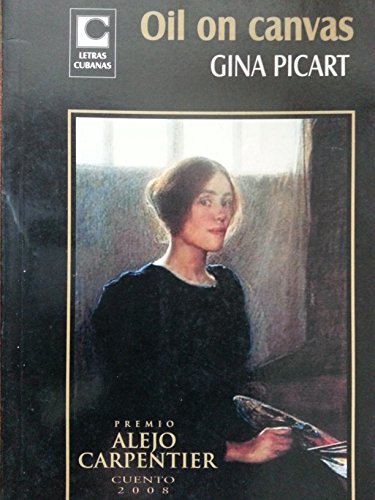 C
LETRAS
CUBANAS
Oil on canvas
GINA PICART
PREMIO
ALEJO
CARPENTIER
CUENTO
2008